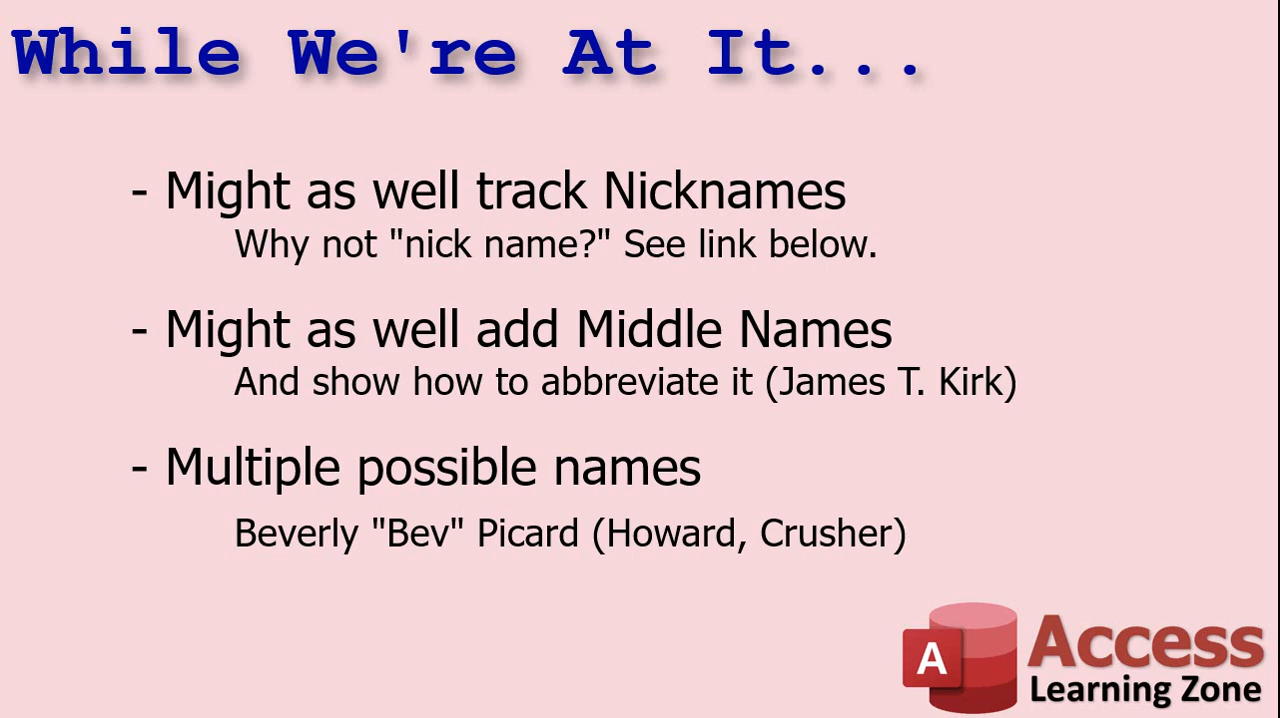 While We're At It...
- Might as well track Nicknames
Why not "nick name?" See link below.
- Might as well add Middle Names
And show how to abbreviate it (James T. Kirk)
- Multiple possible names
Beverly "Bev" Picard (Howard, Crusher)
A
Access
Learning Zone